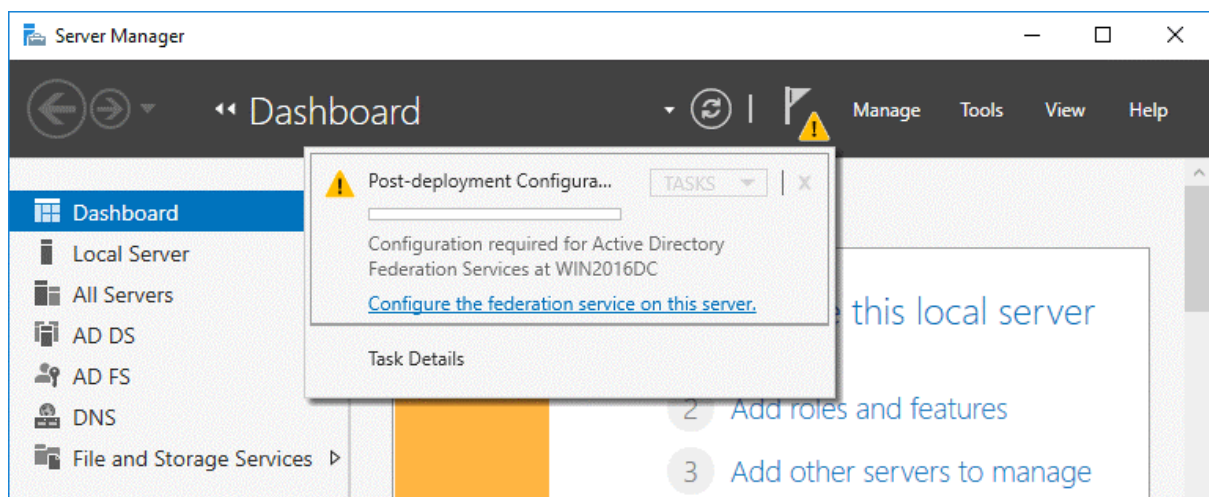 Server Manager
Dashboard
Manage Tools View Help
Post-deployment Configura...
TASKS
X
Configuration required for Active Directory
Federation Services at WIN2016DC
Configure the federation service on this server.
Task Details
Dashboard
Local Server
All Servers
AD DS
AD FS
DNS
File and Storage Services
this local server
2 Add roles and features
3 Add other servers to manage